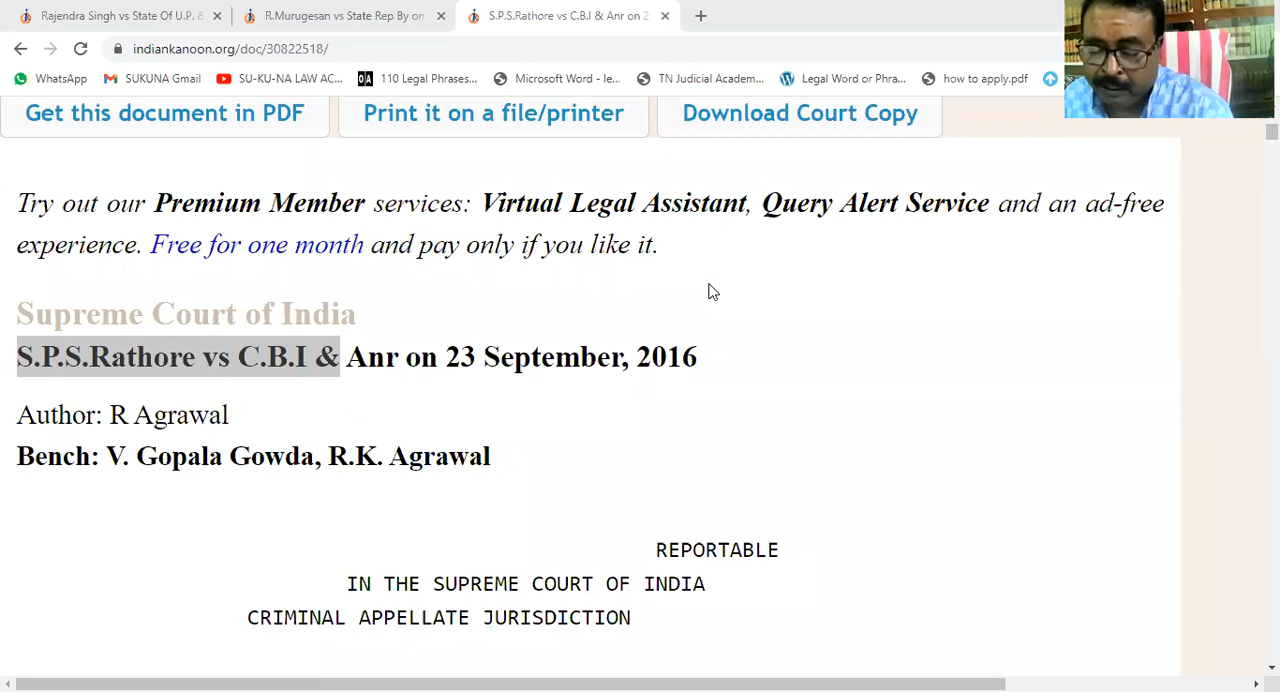 Rajendra Singh vs State Of U.P. &
R.Murugesan vs State Rep By on
S.P.S.Rathore vs C.B.I & Anr on 2
indiankanoon.org/doc/30822518/
WhatsApp SUKUNA Gmail SU-KU-NA LAW AC... 110 Legal Phrases... Microsoft Word - le... TN Judicial Academ... Legal Word or Phra... how to apply.pdf
Get this document in PDF Print it on a file/printer Download Court Copy
Try out our Premium Member services: Virtual Legal Assistant, Query Alert Service and an ad-free
experience. Free for one month and pay only if you like it.
Supreme Court of India
S.P.S.Rathore vs C.B.I & Anr on 23 September, 2016
Author: R Agrawal
Bench: V. Gopala Gowda, R.K. Agrawal
REPORTABLE
IN THE SUPREME COURT OF INDIA
CRIMINAL APPELLATE JURISDICTION